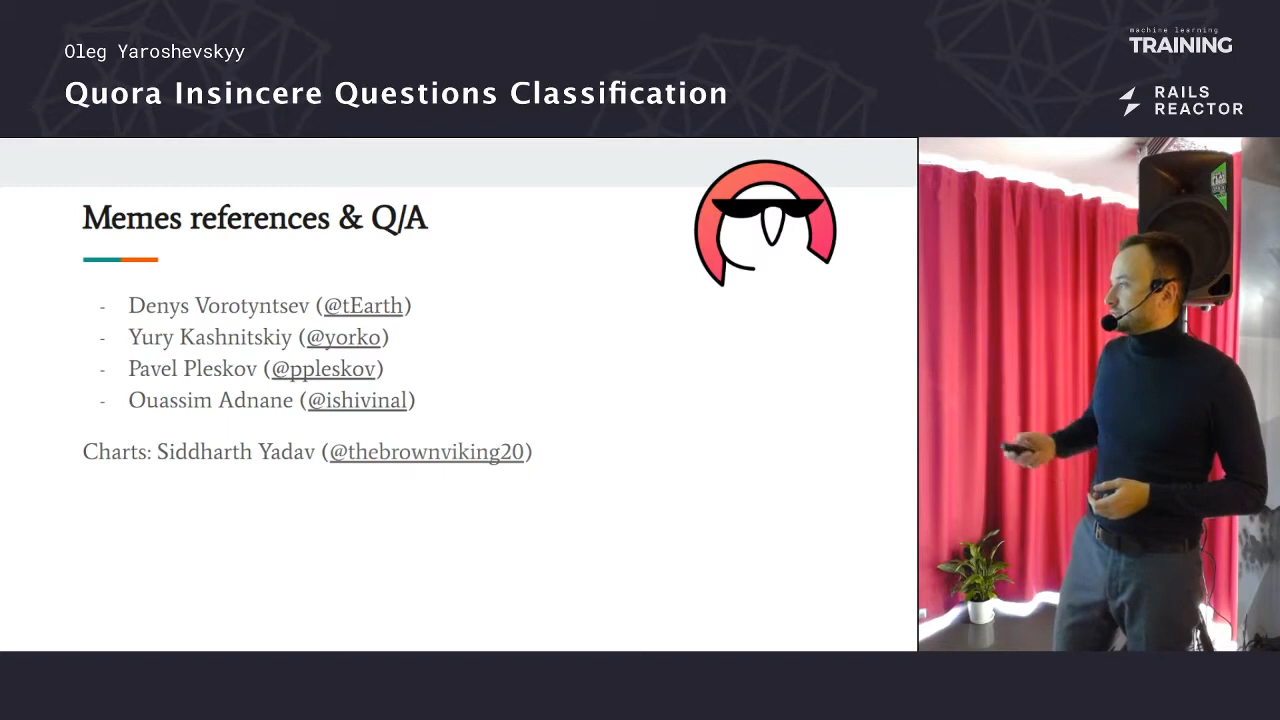 Oleg Yaroshevskyy
Quora Insincere Questions Classification
machine learning
TRAINING
RAILS
REACTOR
Memes references & Q/A
- Denys Vorotyntsev (@tEarth)
- Yury Kashnitskiy (@yorko)
- Pavel Pleskov (@ppleskov)
- Ouassim Adnane (@ishivinal)
Charts: Siddharth Yadav (@thebrownviking20)